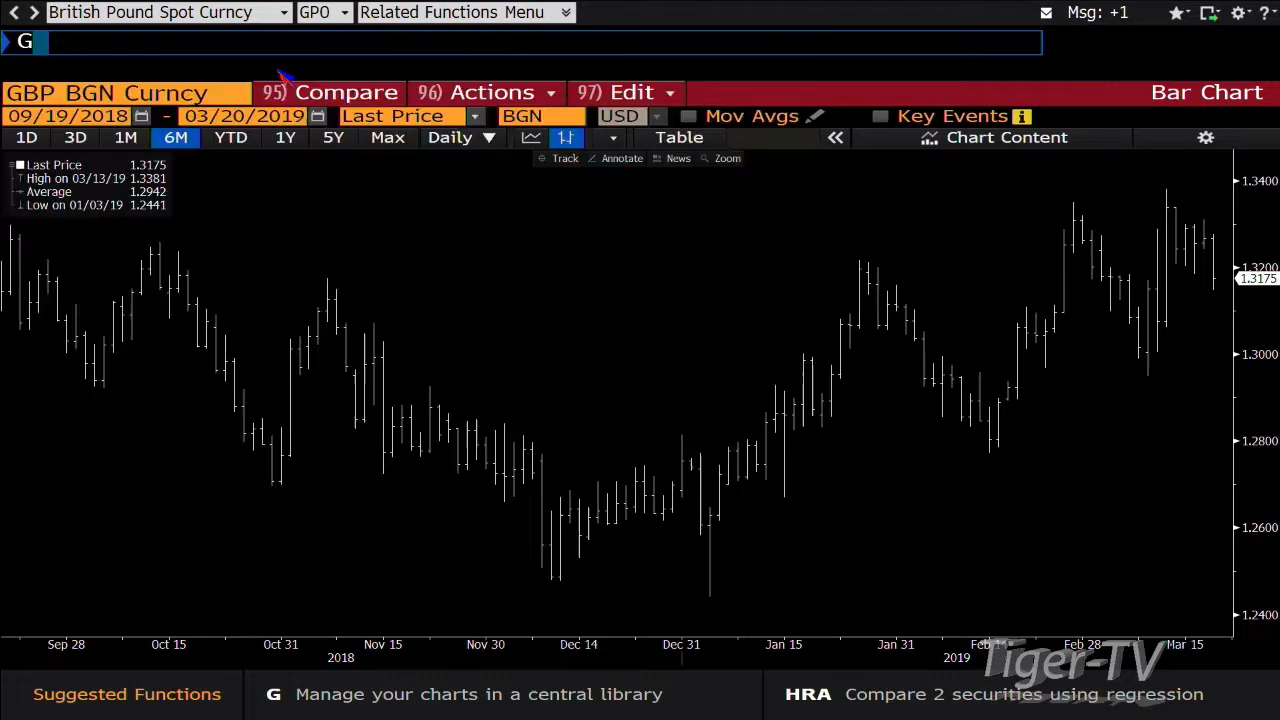 British Pound Spot Curncy GPO Related Functions Menu Msg: +1 ?
G
GBP BGN Curncy 95) Compare 96) Actions 97) Edit Bar Chart
09/19/2018 - 03/20/2019 Last Price BGN USD Mov Avgs Key Events i
1D 3D 1M 6M YTD 1Y 5Y Max Daily Table Chart Content
Track Annotate News Zoom
Last Price 1.3175
High on 03/13/19 1.3381
Average 1.2942
Low on 01/03/19 1.2441
1.3400
1.3200
1.3175
1.3000
1.2800
1.2600
1.2400
Sep 28 Oct 15 Oct 31 Nov 15 Nov 30 Dec 14 Dec 31 Jan 15 Jan 31 Feb 14 Feb 28 Mar 15
2018 2019
Tiger-TV
Suggested Functions G Manage your charts in a central library HRA Compare 2 securities using regression